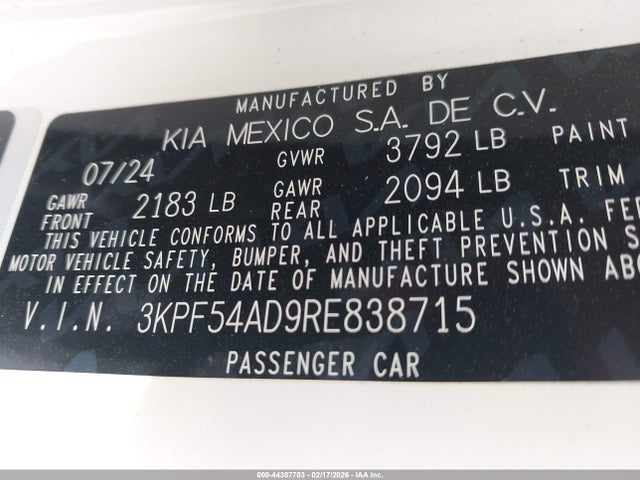 MANUFACTURED BY
KIA MEXICO S.A. DE C.V.
07/24 GVWR 3792 LB PAINT
GAWR FRONT 2183 LB GAWR REAR 2094 LB TRIM
THIS VEHICLE CONFORMS TO ALL APPLICABLE U.S.A. FED
MOTOR VEHICLE SAFETY, BUMPER, AND THEFT PREVENTION S
IN EFFECT ON THE DATE OF MANUFACTURE SHOWN ABO
V.I.N. 3KPF54AD9RE838715
PASSENGER CAR
000-44387703 - 02/17/2026 - IAA Inc.